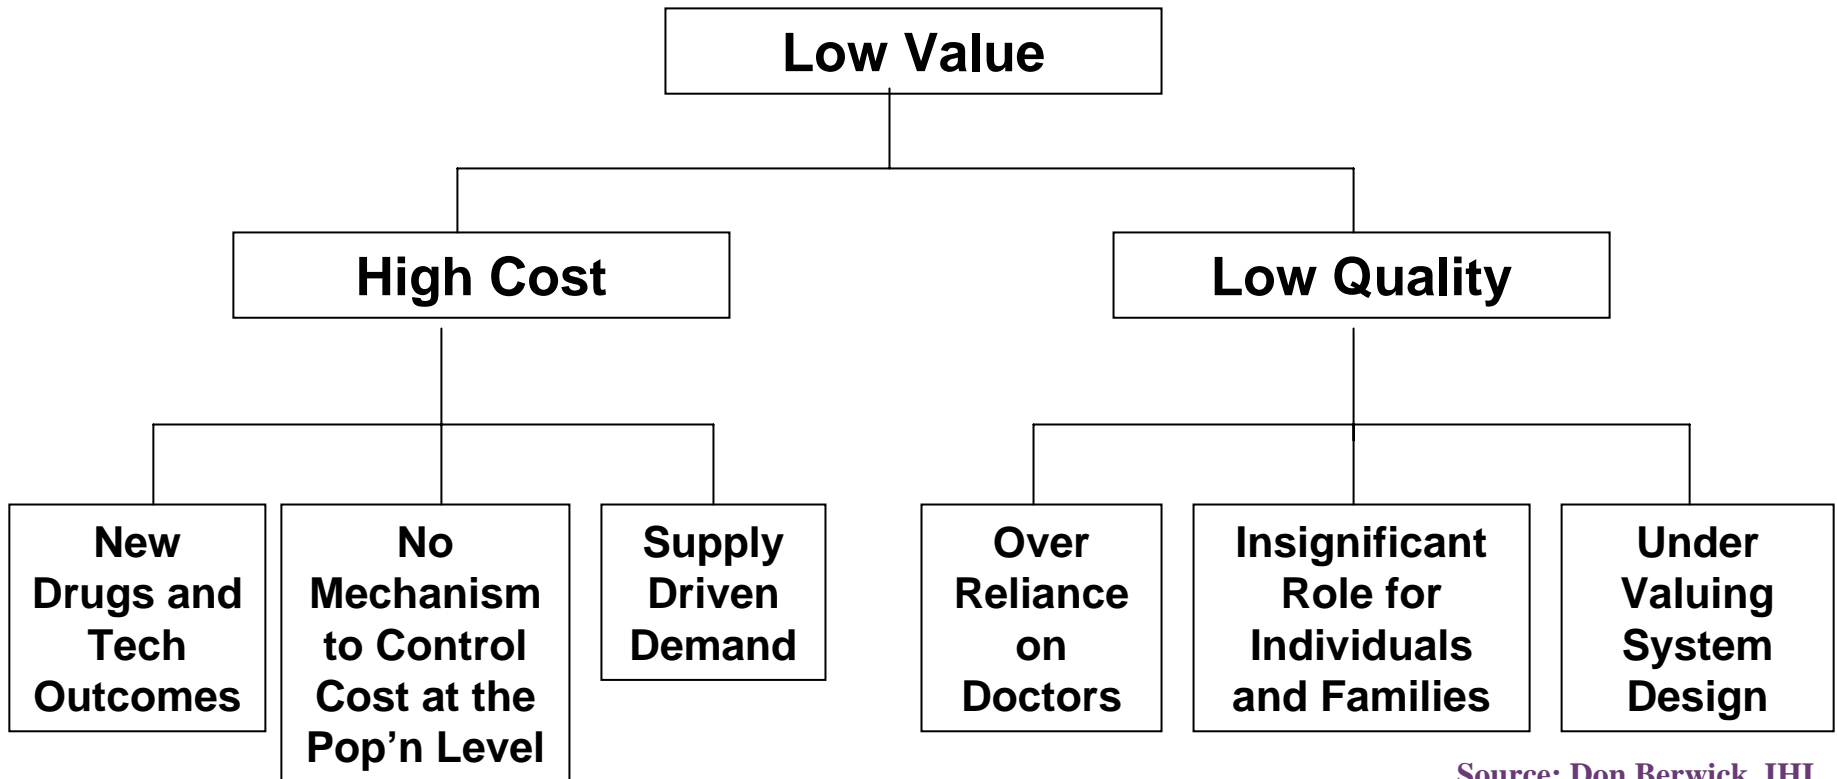 Low Value
High Cost
Low Quality
New
Drugs and
Tech
Outcomes
No
Mechanism
to Control
Cost at the
Pop’n Level
Supply
Driven
Demand
Over
Reliance
on
Doctors
Insignificant
Role for
Individuals
and Families
Under
Valuing
System
Design
Source: Don Berwick, IHI